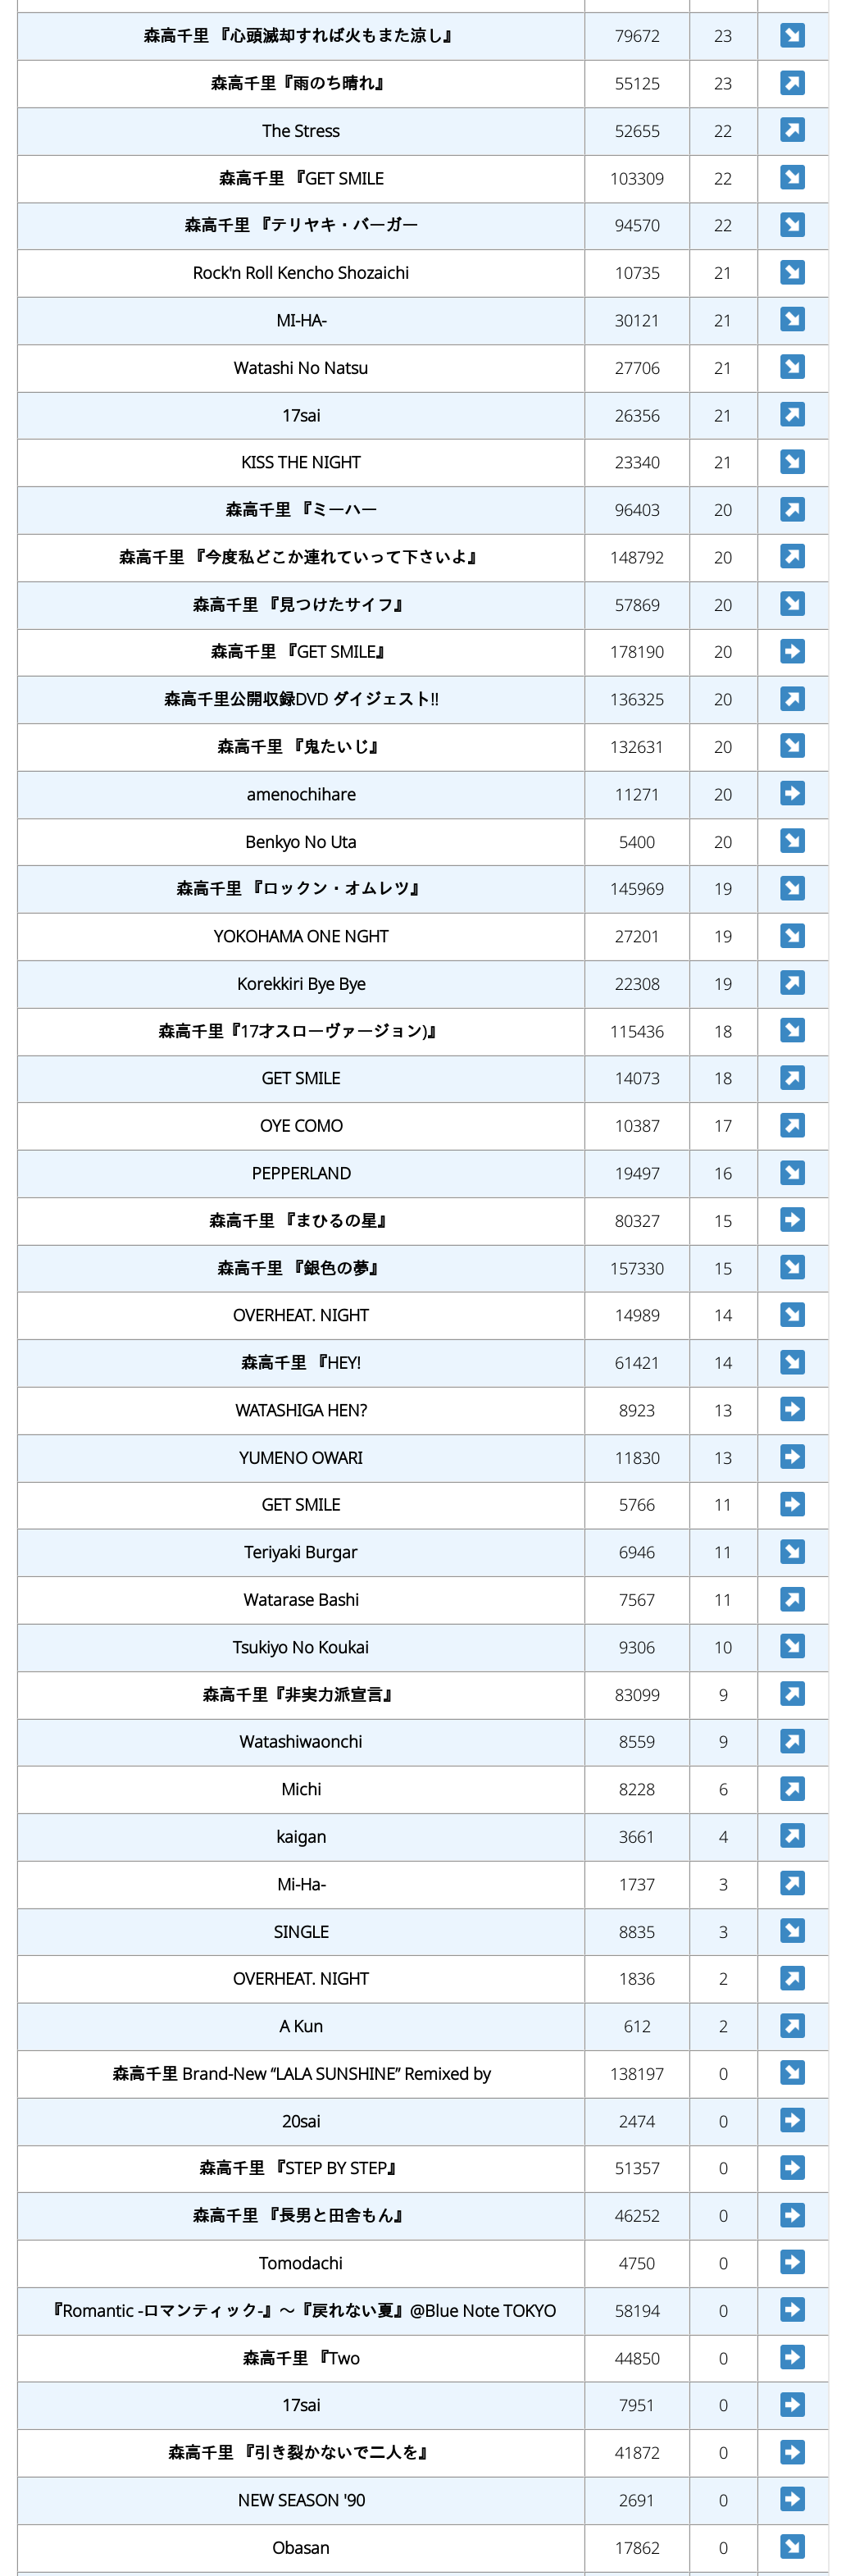 森高千里 『心頭滅却すれば火もまた涼し』 79672 23 ↘
森高千里『雨のち晴れ』 55125 23 ↗
The Stress 52655 22 ↗
森高千里 『GET SMILE 103309 22 ↘
森高千里 『テリヤキ・バーガー 94570 22 ↘
Rock'n Roll Kencho Shozaichi 10735 21 ↘
MI-HA- 30121 21 ↘
Watashi No Natsu 27706 21 ↘
17sai 26356 21 ↗
KISS THE NIGHT 23340 21 ↘
森高千里 『ミーハー 96403 20 ↗
森高千里 『今度私どこか連れていって下さいよ』 148792 20 ↗
森高千里 『見つけたサイフ』 57869 20 ↘
森高千里 『GET SMILE』 178190 20 ➡
森高千里公開収録DVD ダイジェスト!! 136325 20 ↗
森高千里 『鬼たいじ』 132631 20 ↘
amenochihare 11271 20 ➡
Benkyo No Uta 5400 20 ↘
森高千里 『ロックン・オムレツ』 145969 19 ↘
YOKOHAMA ONE NGHT 27201 19 ↘
Korekkiri Bye Bye 22308 19 ↗
森高千里『17才スローヴァージョン)』 115436 18 ↘
GET SMILE 14073 18 ↗
OYE COMO 10387 17 ↗
PEPPERLAND 19497 16 ↘
森高千里 『まひるの星』 80327 15 ➡
森高千里 『銀色の夢』 157330 15 ↘
OVERHEAT. NIGHT 14989 14 ↘
森高千里 『HEY! 61421 14 ↘
WATASHIGA HEN? 8923 13 ➡
YUMENO OWARI 11830 13 ➡
GET SMILE 5766 11 ➡
Teriyaki Burgar 6946 11 ↘
Watarase Bashi 7567 11 ↗
Tsukiyo No Koukai 9306 10 ↘
森高千里『非実力派宣言』 83099 9 ↗
Watashiwaonchi 8559 9 ↗
Michi 8228 6 ↗
kaigan 3661 4 ↗
Mi-Ha- 1737 3 ↗
SINGLE 8835 3 ↘
OVERHEAT. NIGHT 1836 2 ↗
A Kun 612 2 ↗
森高千里 Brand-New “LALA SUNSHINE” Remixed by 138197 0 ↘
20sai 2474 0 ➡
森高千里 『STEP BY STEP』 51357 0 ➡
森高千里 『長男と田舎もん』 46252 0 ➡
Tomodachi 4750 0 ➡
『Romantic -ロマンティック-』～『戻れない夏』@Blue Note TOKYO 58194 0 ➡
森高千里 『Two 44850 0 ➡
17sai 7951 0 ➡
森高千里 『引き裂かないで二人を』 41872 0 ➡
NEW SEASON '90 2691 0 ➡
Obasan 17862 0 ↘